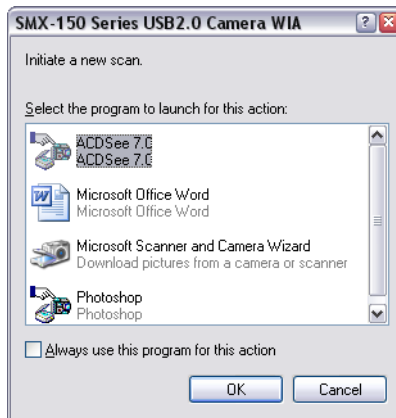 SMX-150 Series USB2.0 Camera WIA
Initiate a new scan.
Select the program to launch for this action:
ACDSee 7.0
ACDSee 7.0
Microsoft Office Word
Microsoft Office Word
Microsoft Scanner and Camera Wizard
Download pictures from a camera or scanner
Photoshop
Photoshop
Always use this program for this action
OK Cancel